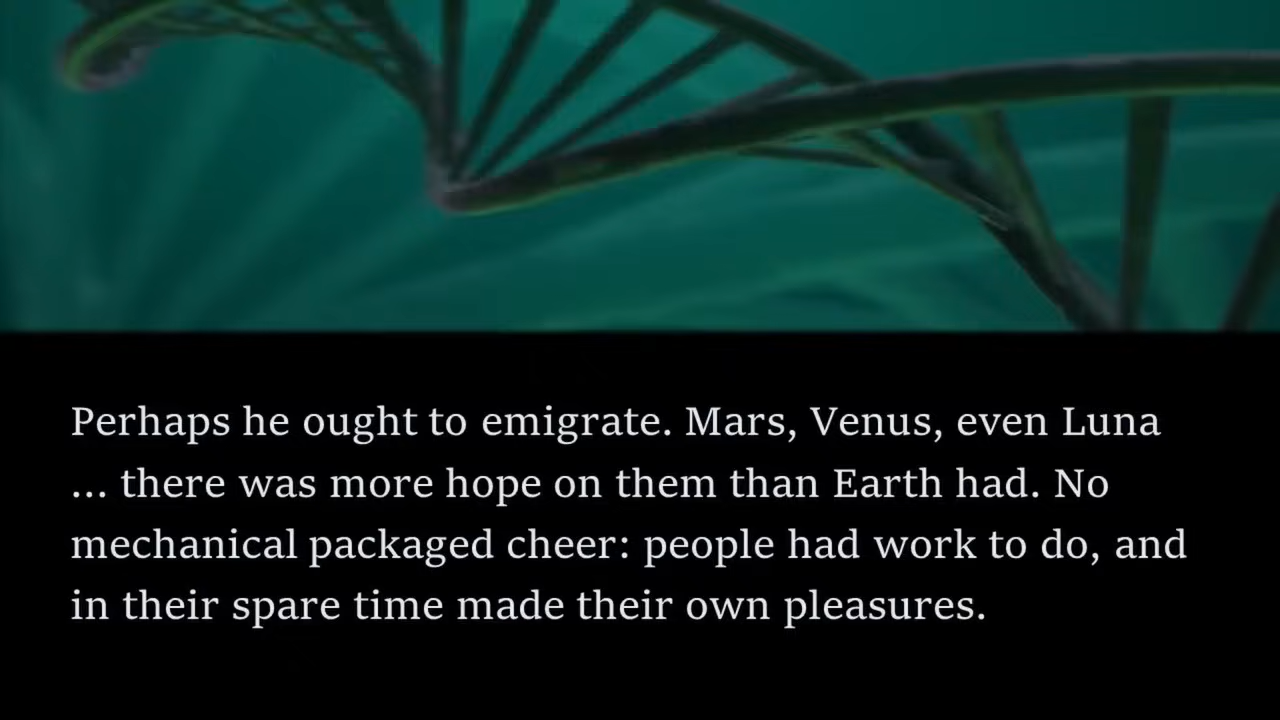 Perhaps he ought to emigrate. Mars, Venus, even Luna
... there was more hope on them than Earth had. No
mechanical packaged cheer: people had work to do, and
in their spare time made their own pleasures.